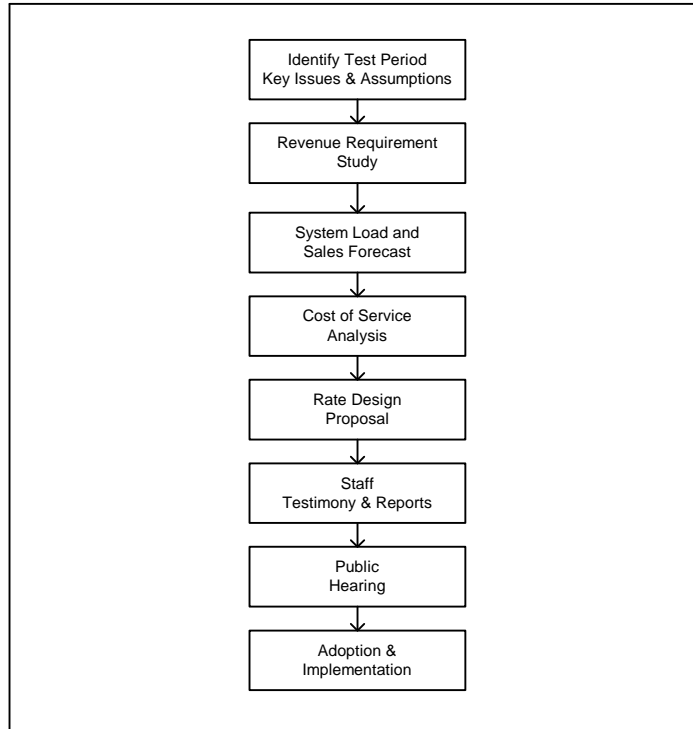 Identify Test Period
Key Issues & Assumptions
Revenue Requirement
Study
System Load and
Sales Forecast
Cost of Service
Analysis
Rate Design
Proposal
Staff
Testimony & Reports
Public
Hearing
Adoption &
Implementation